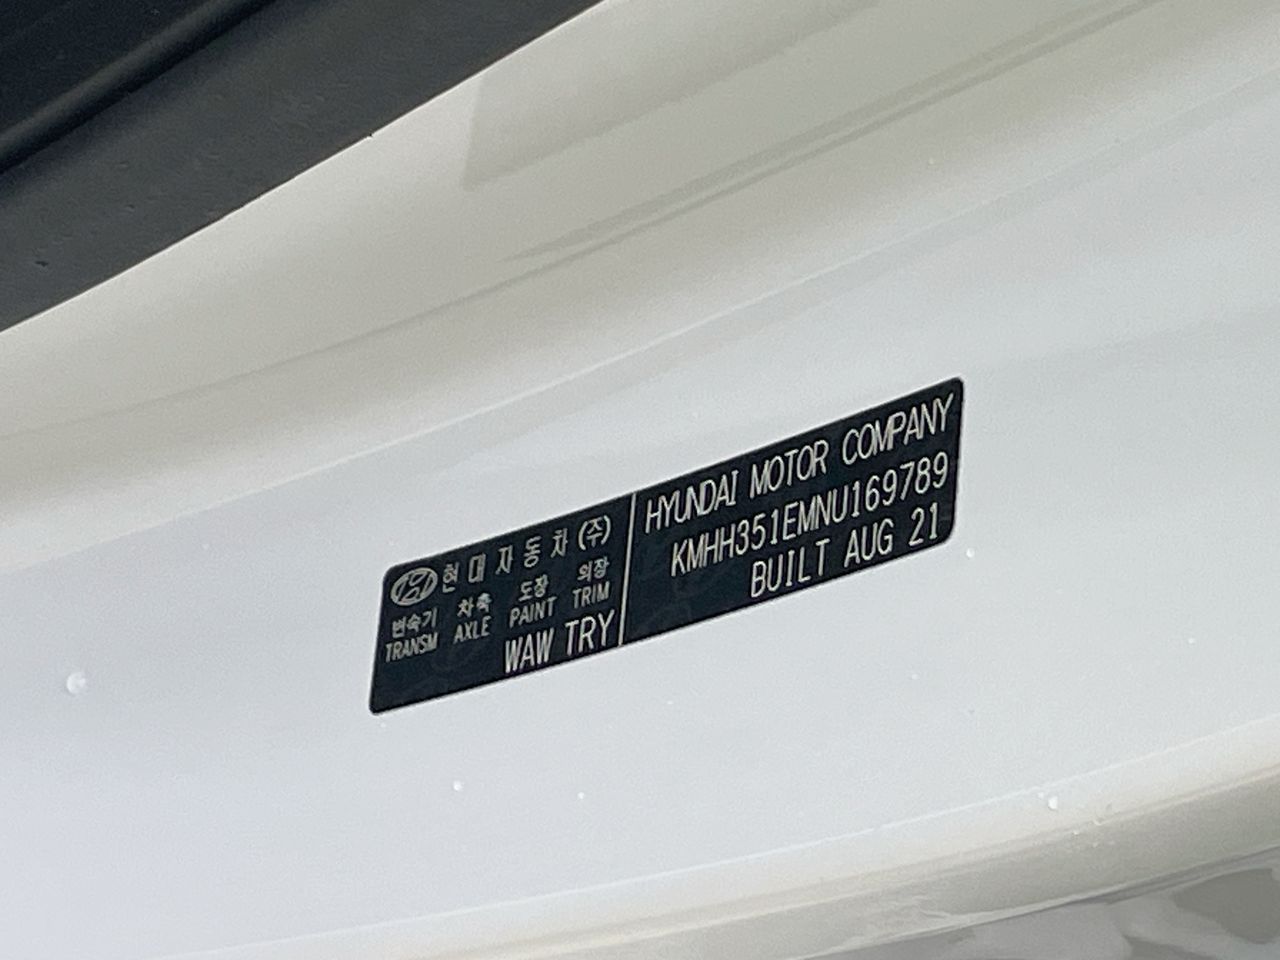 현대자동차(주)
변속기 차축 도장 의장
TRANSM AXLE PAINT TRIM
WAW TRY
HYUNDAI MOTOR COMPANY
KMHH351EMNU169789
BUILT AUG 21